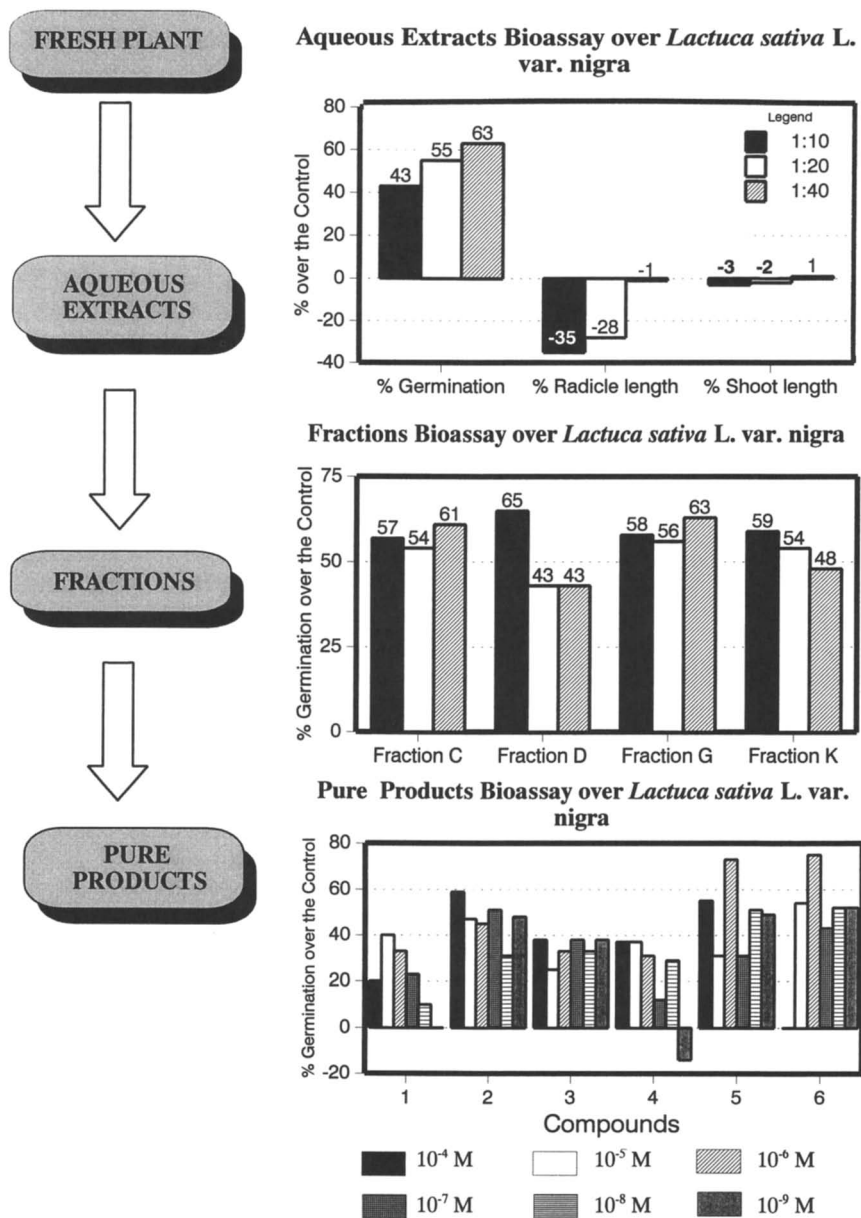 FRESH PLANT
AQUEOUS
EXTRACTS
FRACTIONS
PURE
PRODUCTS
Aqueous Extracts Bioassay over Lactuca sativa L.
var. nigra
% over the Control
80
60
40
20
0
-20
-40
Legend
1:10
1:20
1:40
43
55
63
-35
-28
-1
-3
-2
1
% Germination
% Radicle length
% Shoot length
Fractions Bioassay over Lactuca sativa L. var. nigra
% Germination over the Control
75
50
25
0
57
54
61
65
43
43
58
56
63
59
54
48
Fraction C
Fraction D
Fraction G
Fraction K
Pure Products Bioassay over Lactuca sativa L. var.
nigra
% Germination over the Control
80
60
40
20
0
-20
1
2
3
4
5
6
Compounds
10⁻⁴ M
10⁻⁵ M
10⁻⁶ M
10⁻⁷ M
10⁻⁸ M
10⁻⁹ M